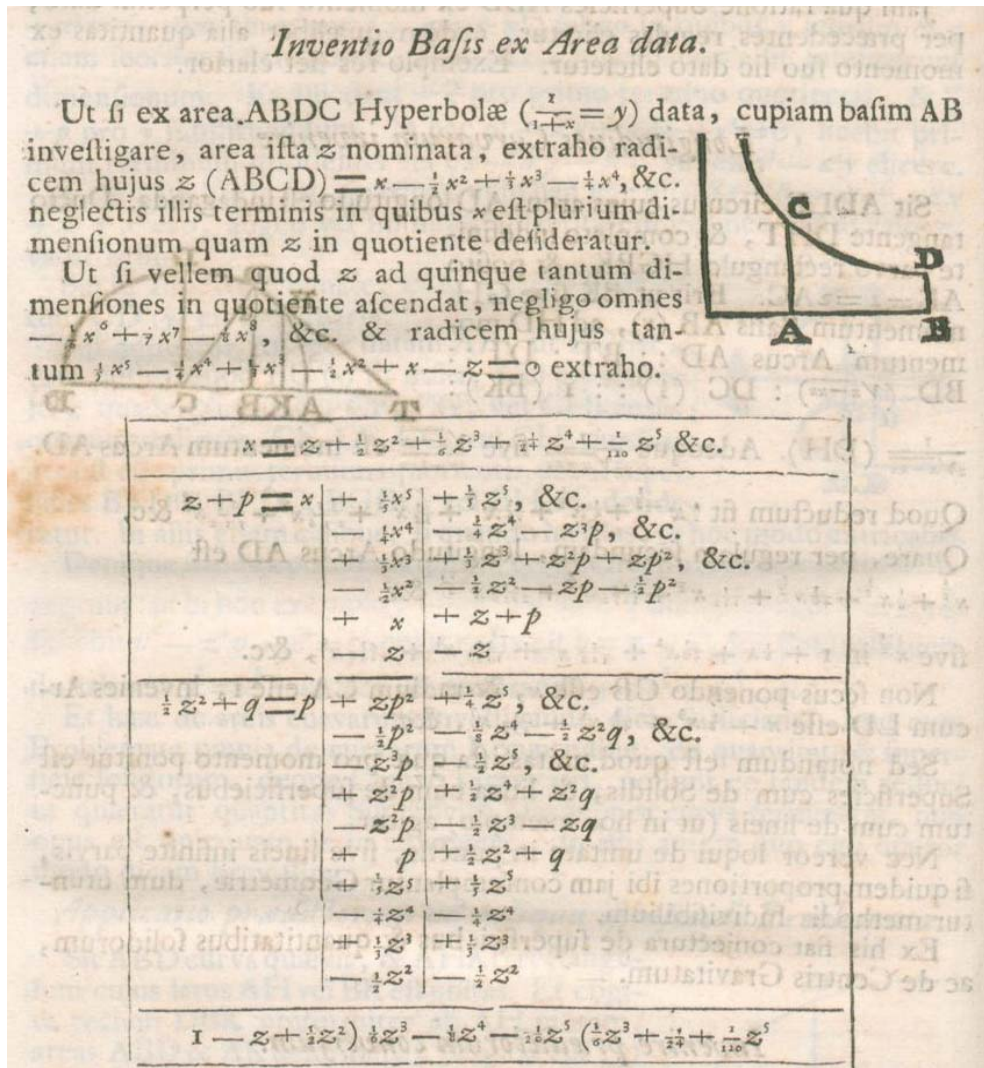 Inventio Baſis ex Area data.
Ut ſi ex area ABDC Hyperbolæ (1/1+x = y) data, cupiam baſim AB
inveſtigare, area iſta z nominata, extraho radi-
cem hujus z (ABCD) = x — ½x² + ⅓x³ — ¼x⁴, &c.
neglectis illis terminis in quibus x eſt plurium di-
menſionum quam z in quotiente deſideratur.
Ut ſi vellem quod z ad quinque tantum di-
menſiones in quotiente aſcendat, negligo omnes
— ⅙x⁶ + ⅐x⁷ — ⅛x⁸, &c. & radicem hujus tan-
tum ⅕x⁵ — ¼x⁴ + ⅓x³ — ½x² + x — z = 0 extraho.
C
D
A
B
x = z + ½z² + ⅙z³ + 1/24 z⁴ + 1/120 z⁵ &c.
z + p = x | + ⅕x⁵ | + ⅕z⁵, &c.
— ¼x⁴ | — ¼z⁴ — z³p, &c.
+ ⅓x³ | + ⅓z³ + z²p + zp², &c.
— ½x² | — ½z² — zp — ½p²
+ x | + z + p
— z | — z
½z² + q = p | + zp² | + ¼z⁵, &c.
— ½p² | — ⅛z⁴ — ½z²q, &c.
— z³p | — ½z⁵, &c.
+ z²p | + ½z⁴ + z²q
— z²p | — ½z³ — zq
+ p | + ½z² + q
+ ⅕z⁵ | + ⅕z⁵
— ¼z⁴ | — ¼z⁴
+ ⅓z³ | + ⅓z³
— ½z² | — ½z²
1 — z + ½z²) ⅙z³ — ⅛z⁴ + 1/20 z⁵ (⅙z³ + 1/24 + 1/120 z⁵